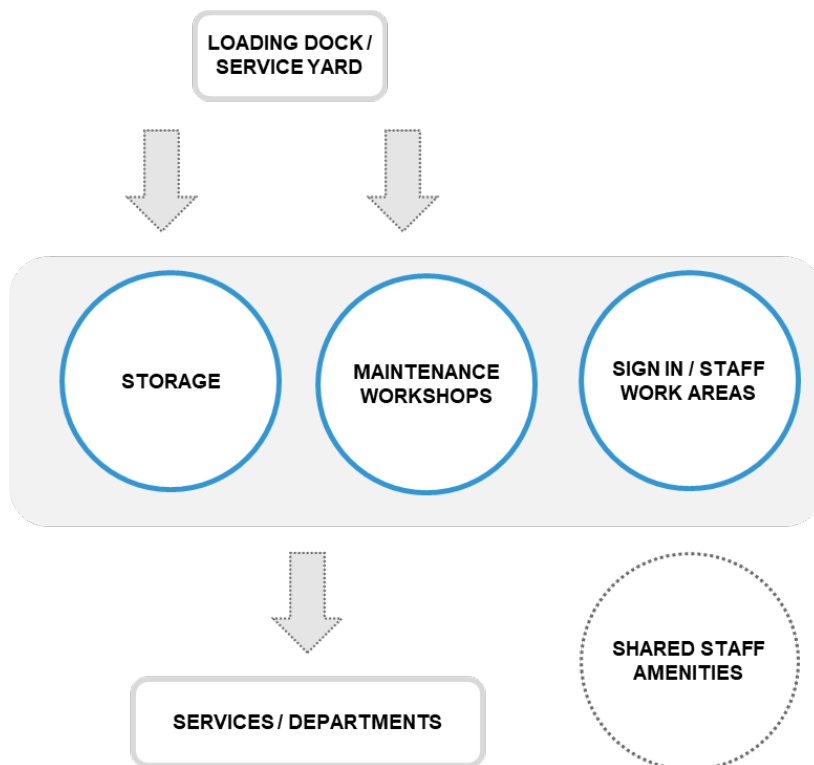 LOADING DOCK /
SERVICE YARD
STORAGE
MAINTENANCE
WORKSHOPS
SIGN IN / STAFF
WORK AREAS
SHARED STAFF
AMENITIES
SERVICES / DEPARTMENTS